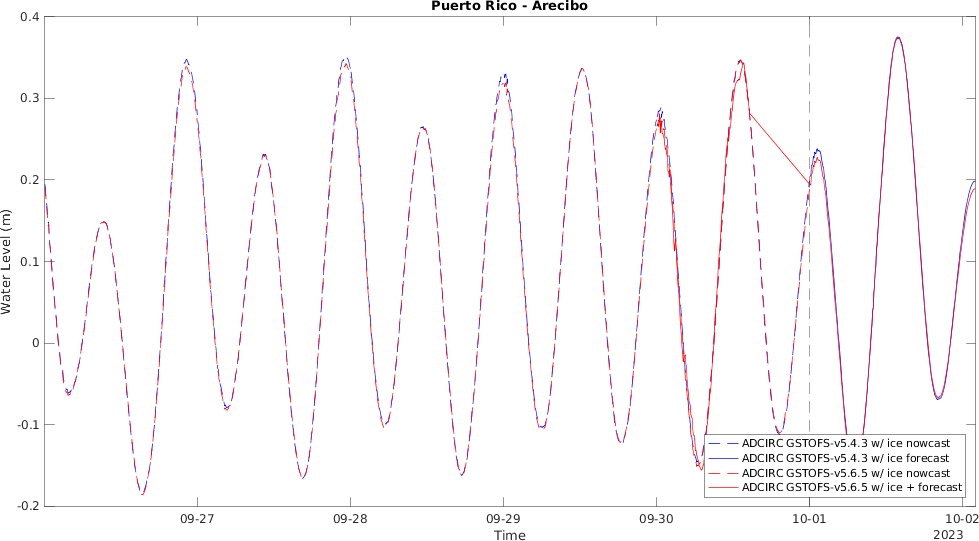 Puerto Rico - Arecibo
0.4
0.3
0.2
0.1
0
-0.1
-0.2
Water Level (m)
ADCIRC GSTOFS-v5.4.3 w/ ice nowcast
ADCIRC GSTOFS-v5.4.3 w/ ice forecast
ADCIRC GSTOFS-v5.6.5 w/ ice nowcast
ADCIRC GSTOFS-v5.6.5 w/ ice + forecast
09-27 09-28 09-29 09-30 10-01 10-02
Time 2023